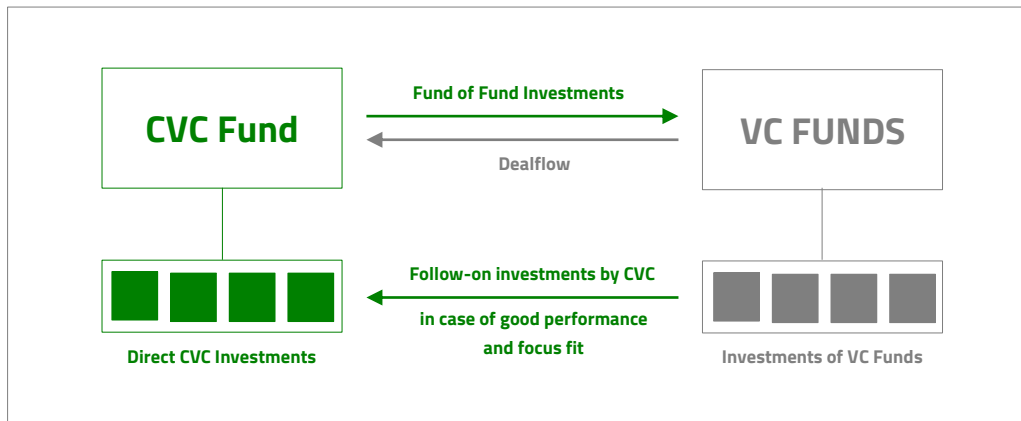 Fund of Fund Investments
CVC Fund
VC FUNDS
Dealflow
Follow-on investments by CVC
in case of good performance
and focus fit
Direct CVC Investments
Investments of VC Funds